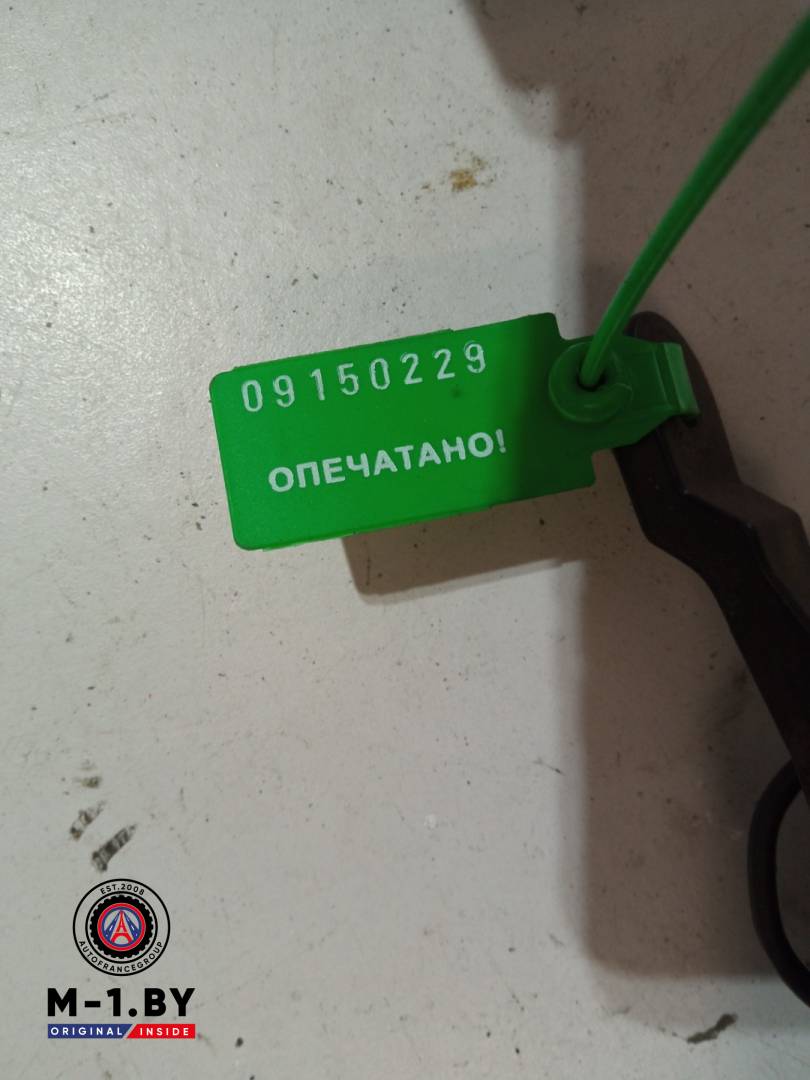 09150229
ОПЕЧАТАНО!
EST.2008
AUTOFRANCEGROUP
M-1.BY
ORIGINAL INSIDE